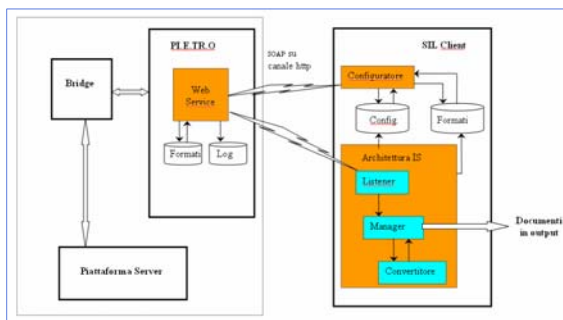 PI.E.TR.O
SOAP su
canale http
SIL Client
Bridge
Web
Service
Configuratore
Formati
Log
Config.
Formati
Architettura IS
Listener
Manager
Documenti
in output
Convertitore
Piattaforma Server